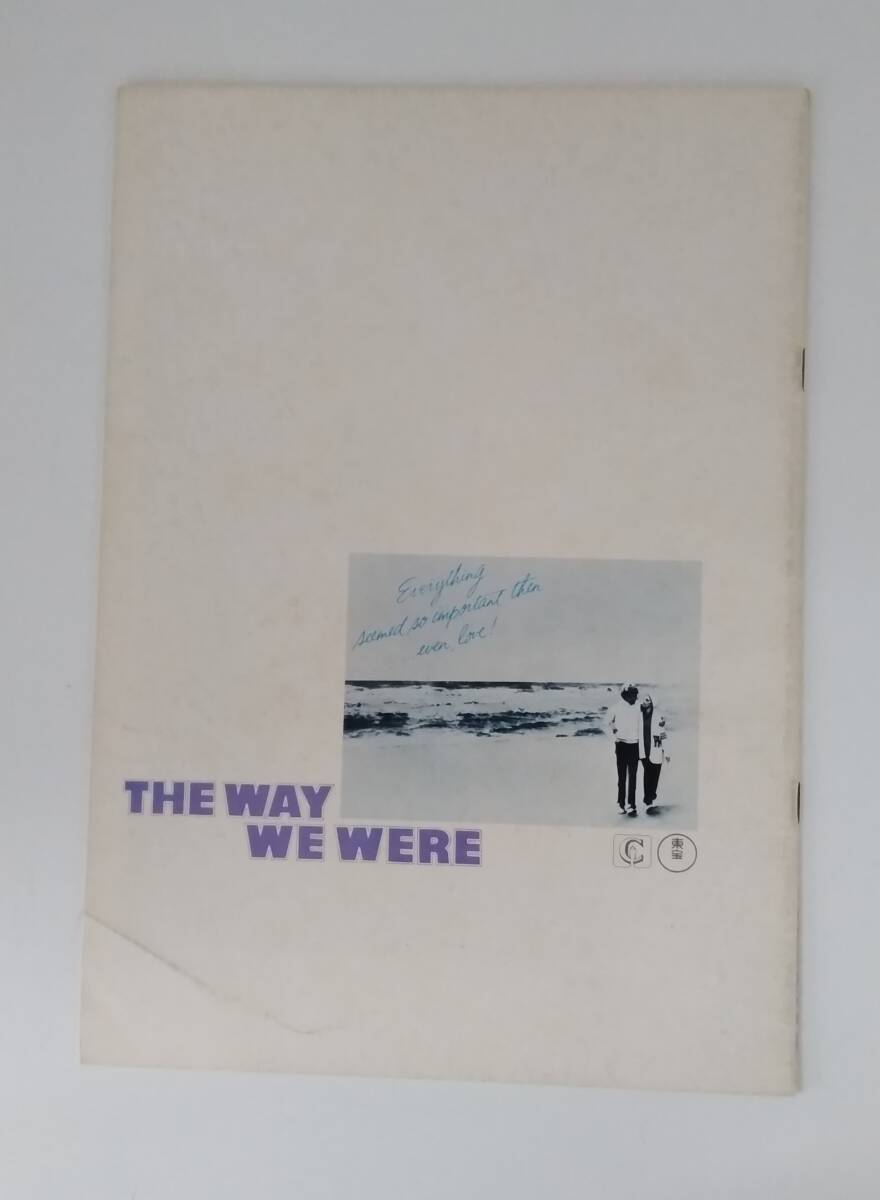 Everything
seemed so important then
even love!
THE WAY
WE WERE
C
東宝